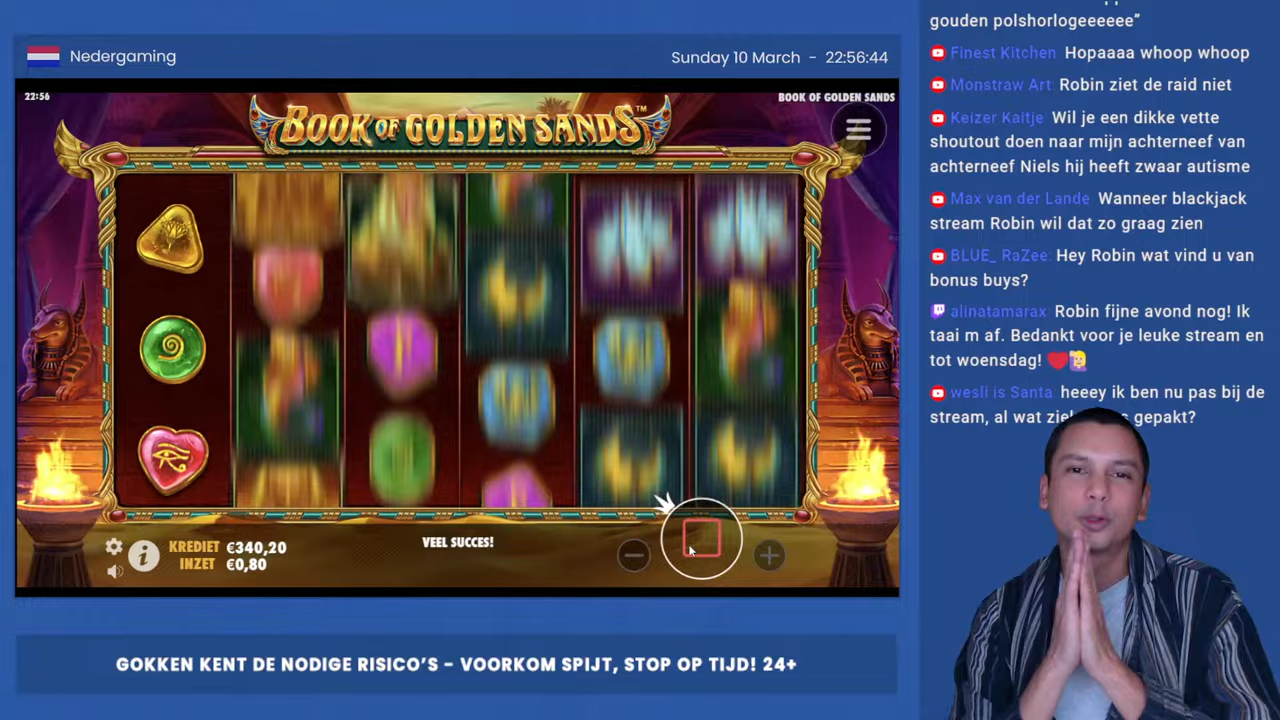 Nedergaming
Sunday 10 March - 22:56:44
22:56
BOOK OF GOLDEN SANDS
BOOK OF GOLDEN SANDS™
KREDIET €340,20
INZET €0,80
VEEL SUCCES!
GOKKEN KENT DE NODIGE RISICO'S - VOORKOM SPIJT, STOP OP TIJD! 24+
gouden polshorlogeeeeee”
Finest Kitchen: Hopaaaa whoop whoop
Monstraw Art: Robin ziet de raid niet
Keizer Kaitje: Wil je een dikke vette
shoutout doen naar mijn achterneef van
achterneef Niels hij heeft zwaar autisme
Max van der Lande: Wanneer blackjack
stream Robin wil dat zo graag zien
BLUE_ RaZee: Hey Robin wat vind u van
bonus buys?
alinatamarax: Robin fijne avond nog! Ik
taai m af. Bedankt voor je leuke stream en
tot woensdag!
wesli is Santa: heeey ik ben nu pas bij de
stream, al wat gepakt?